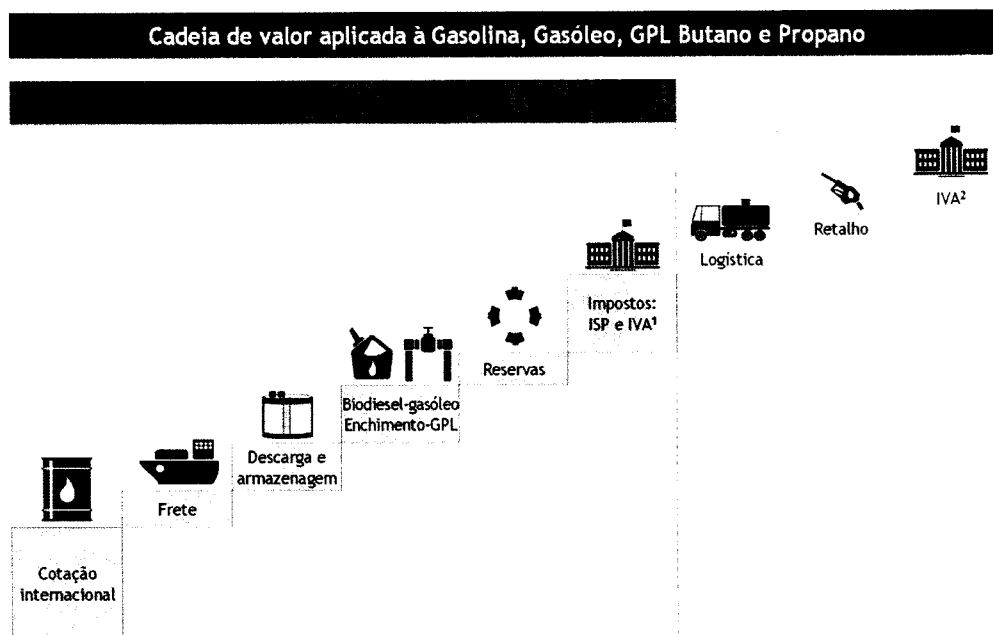 Cadeia de valor aplicada à Gasolina, Gasóleo, GPL Butano e Propano
IVA²
Retalho
Logística
Impostos:
ISP e IVA¹
Reservas
Biodiesel-gasóleo
Enchimento-GPL
Descarga e
armazenagem
Frete
Cotação
internacional